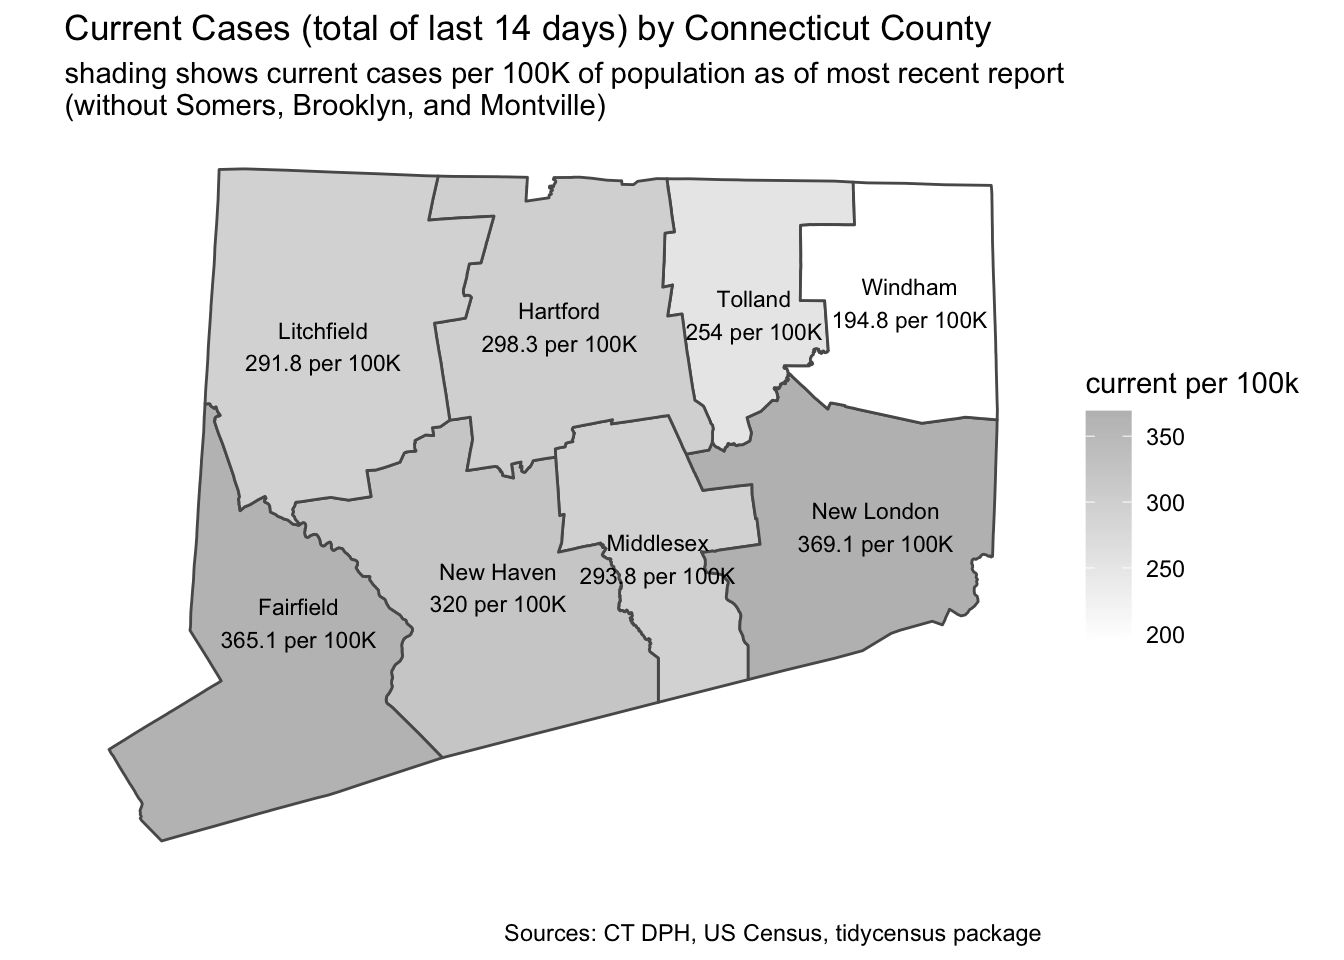 Current Cases (total of last 14 days) by Connecticut County
shading shows current cases per 100K of population as of most recent report
(without Somers, Brooklyn, and Montville)
Litchfield
291.8 per 100K
Hartford
298.3 per 100K
Tolland
254 per 100K
Windham
194.8 per 100K
New London
369.1 per 100K
Middlesex
293.8 per 100K
New Haven
320 per 100K
Fairfield
365.1 per 100K
current per 100k
350
300
250
200
Sources: CT DPH, US Census, tidycensus package